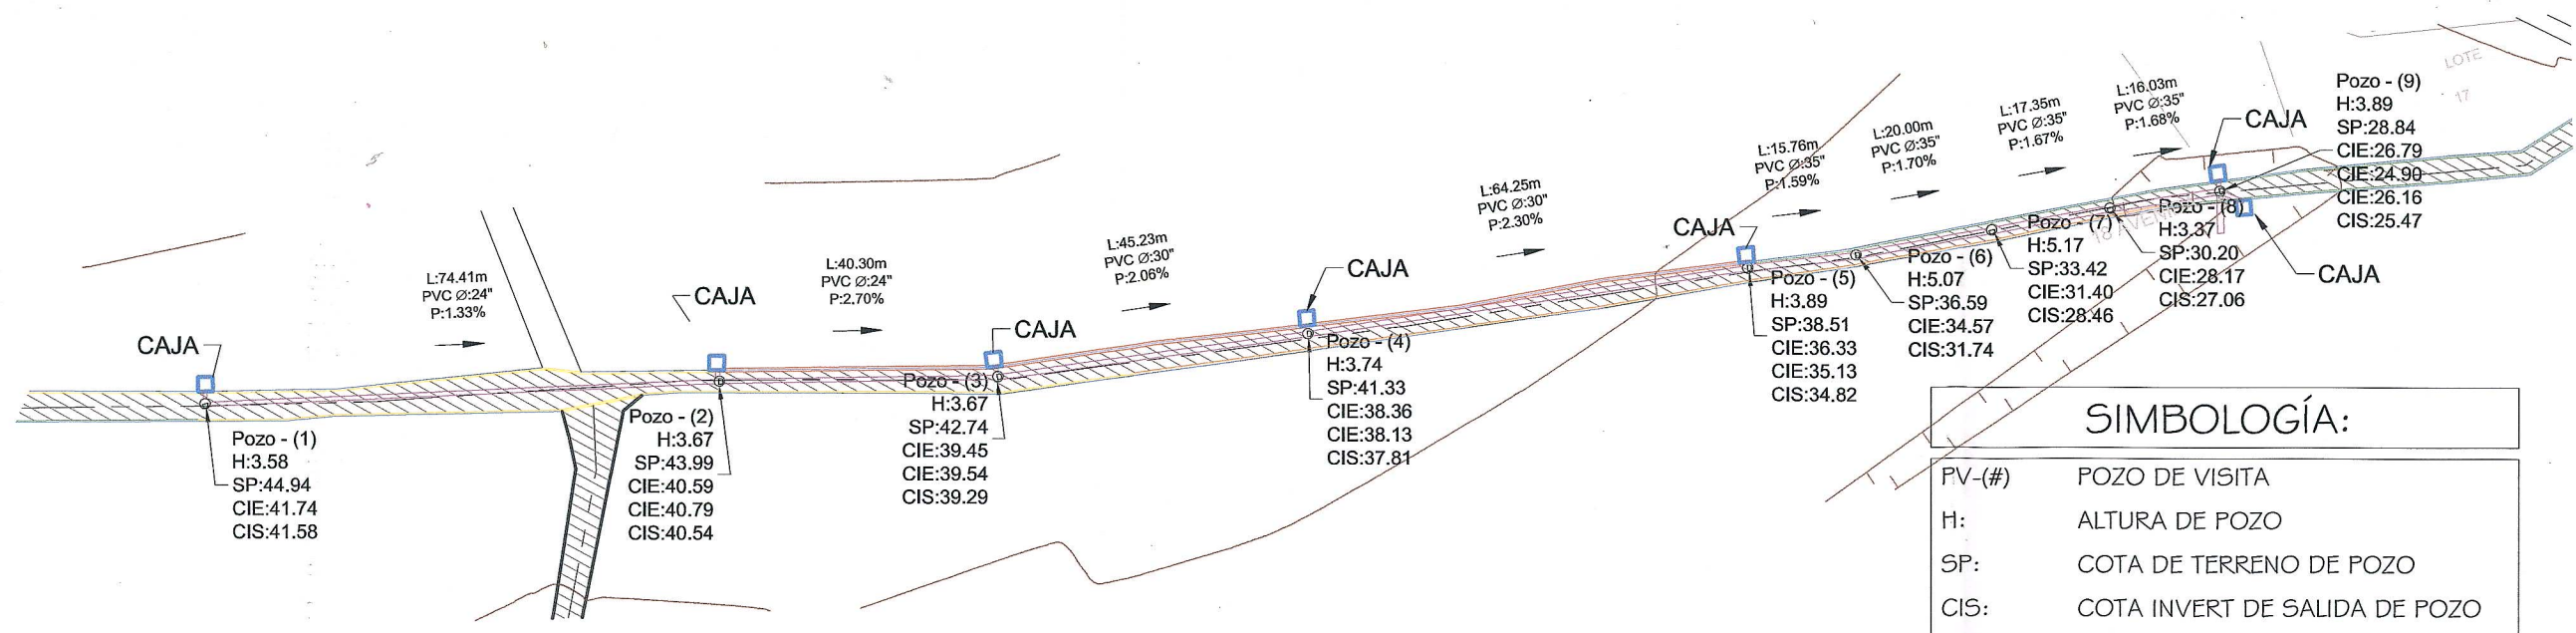 CAJA
Pozo - (1)
H:3.58
SP:44.94
CIE:41.74
CIS:41.58
L:74.41m
PVC Ø:24"
P:1.33%
CAJA
Pozo - (2)
H:3.67
SP:43.99
CIE:40.59
CIE:40.79
CIS:40.54
L:40.30m
PVC Ø:24"
P:2.70%
CAJA
Pozo - (3)
H:3.67
SP:42.74
CIE:39.45
CIE:39.54
CIS:39.29
L:45.23m
PVC Ø:30"
P:2.06%
CAJA
Pozo - (4)
H:3.74
SP:41.33
CIE:38.36
CIE:38.13
CIS:37.81
L:64.25m
PVC Ø:30"
P:2.30%
CAJA
Pozo - (5)
H:3.89
SP:38.51
CIE:36.33
CIE:35.13
CIS:34.82
L:15.76m
PVC Ø:35"
P:1.59%
Pozo - (6)
H:5.07
SP:36.59
CIE:34.57
CIS:31.74
L:20.00m
PVC Ø:35"
P:1.70%
Pozo - (7)
H:5.17
SP:33.42
CIE:31.40
CIS:28.46
L:17.35m
PVC Ø:35"
P:1.67%
Pozo - (8)
H:3.37
SP:30.20
CIE:28.17
CIS:27.06
L:16.03m
PVC Ø:35"
P:1.68%
CAJA
Pozo - (9)
H:3.89
SP:28.84
CIE:26.79
CIE:24.90
CIE:26.16
CIS:25.47
CAJA
LOTE
17
SIMBOLOGÍA:
PV-(#) POZO DE VISITA
H: ALTURA DE POZO
SP: COTA DE TERRENO DE POZO
CIS: COTA INVERT DE SALIDA DE POZO